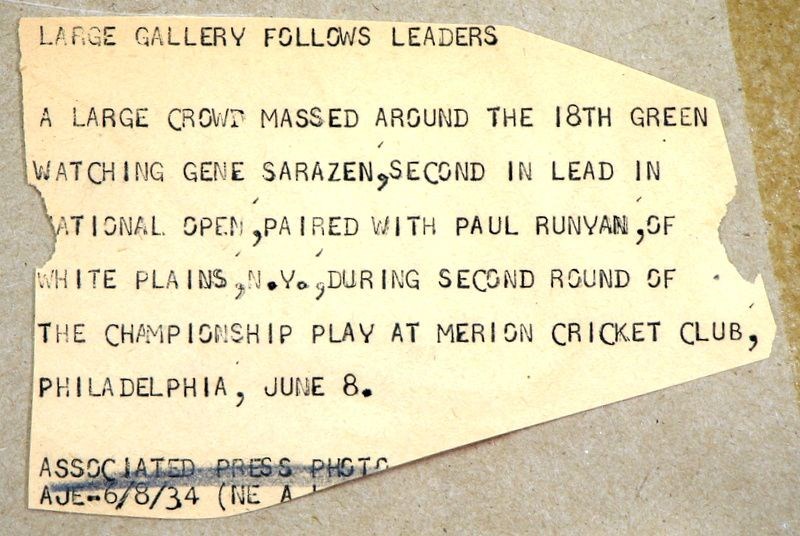 LARGE GALLERY FOLLOWS LEADERS
A LARGE CROWD MASSED AROUND THE 18TH GREEN
WATCHING GENE SARAZEN,SECOND IN LEAD IN
NATIONAL OPEN,PAIRED WITH PAUL RUNYAN,OF
WHITE PLAINS,N.Y.,DURING SECOND ROUND OF
THE CHAMPIONSHIP PLAY AT MERION CRICKET CLUB,
PHILADELPHIA, JUNE 8.
ASSOCIATED PRESS PHOTO
AJE-6/8/34 (NE A